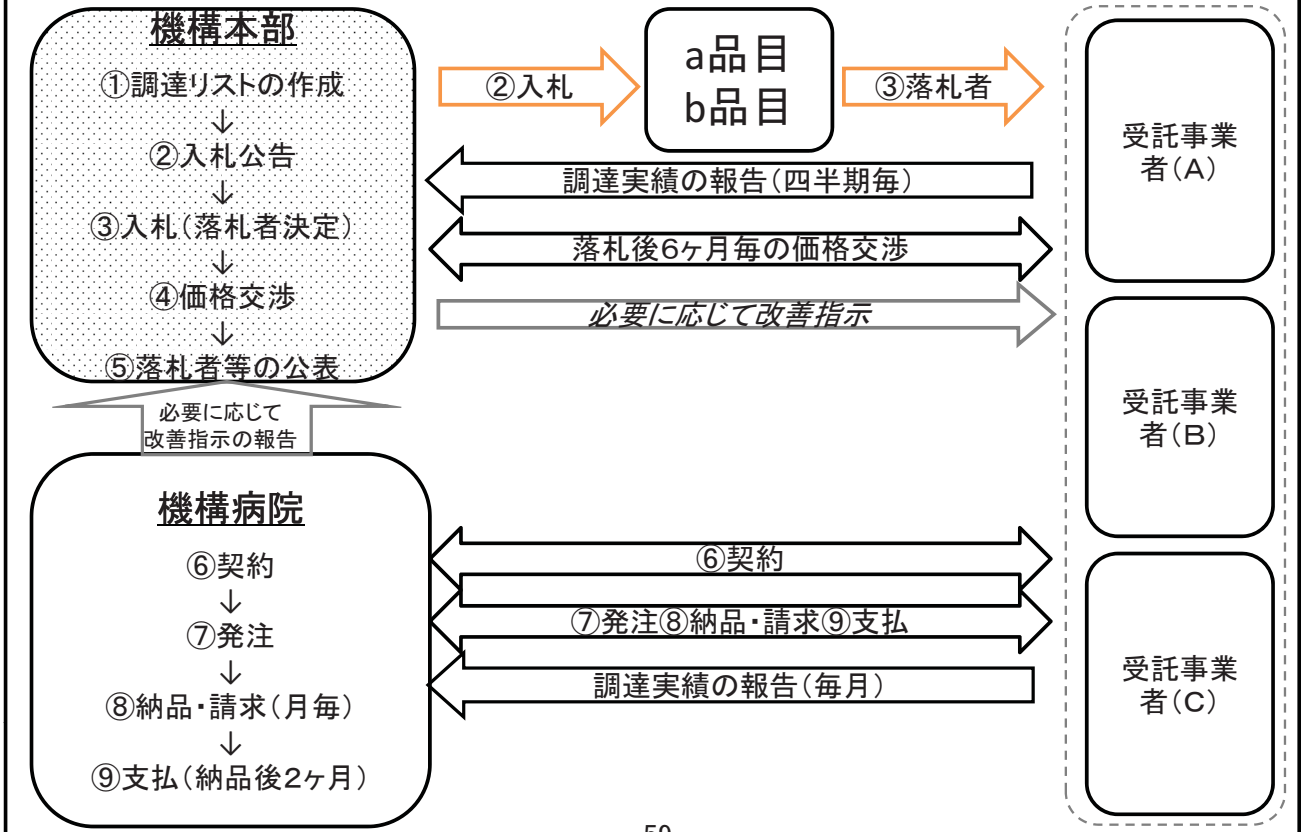 機構本部
①調達リストの作成
↓
②入札公告
↓
③入札（落札者決定）
↓
④価格交渉
↓
⑤落札者等の公表
②入札
a品目
b品目
③落札者
調達実績の報告（四半期毎）
落札後6ヶ月毎の価格交渉
必要に応じて改善指示
必要に応じて
改善指示の報告
機構病院
⑥契約
↓
⑦発注
↓
⑧納品・請求（月毎）
↓
⑨支払（納品後2ヶ月）
⑥契約
⑦発注⑧納品・請求⑨支払
調達実績の報告（毎月）
受託事業
者（A）
受託事業
者（B）
受託事業
者（C）